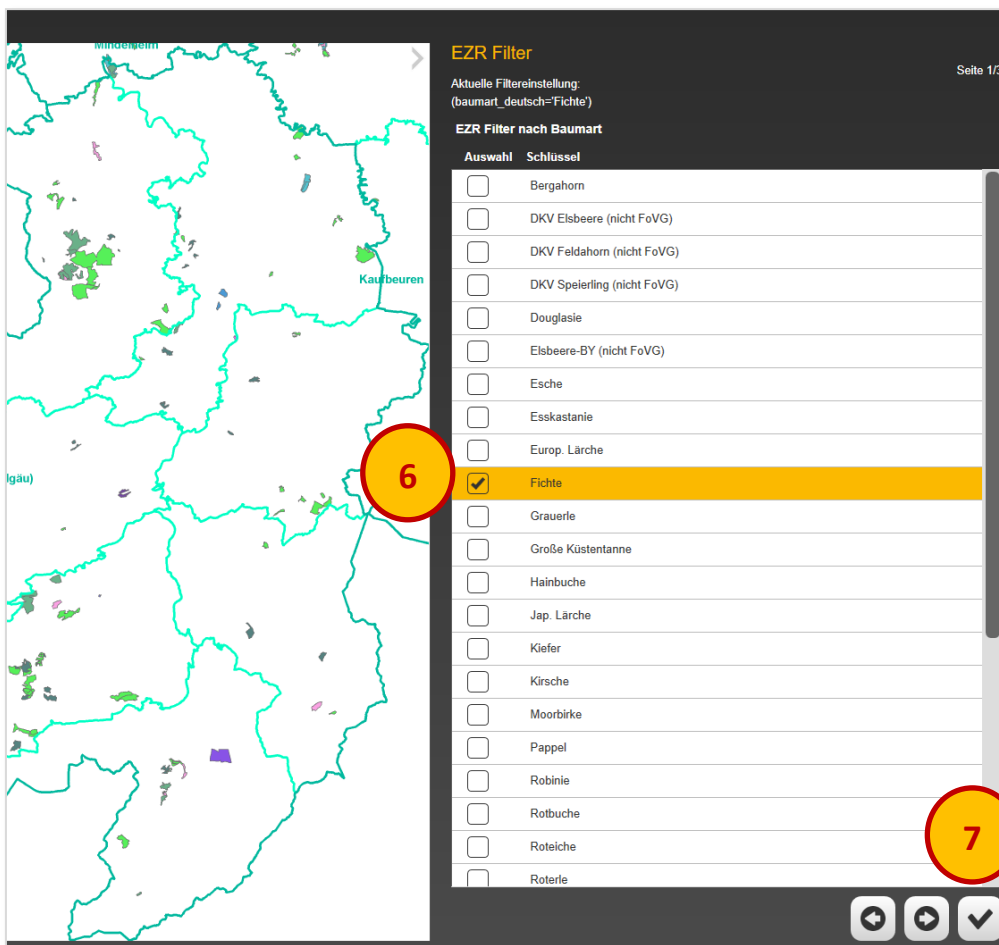 Mindelheim
EZR Filter
Seite 1/3
Aktuelle Filtereinstellung:
(baumart_deutsch='Fichte')
EZR Filter nach Baumart
Auswahl Schlüssel
Bergahorn
DKV Elsbeere (nicht FoVG)
DKV Feldahorn (nicht FoVG)
Kaufbeuren
DKV Speierling (nicht FoVG)
Douglasie
Elsbeere-BY (nicht FoVG)
Esche
Esskastanie
Europ. Lärche
lgäu)
6
Fichte
Grauerle
Große Küstentanne
Hainbuche
Jap. Lärche
Kiefer
Kirsche
Moorbirke
Pappel
Robinie
Rotbuche
7
Roteiche
Roterle